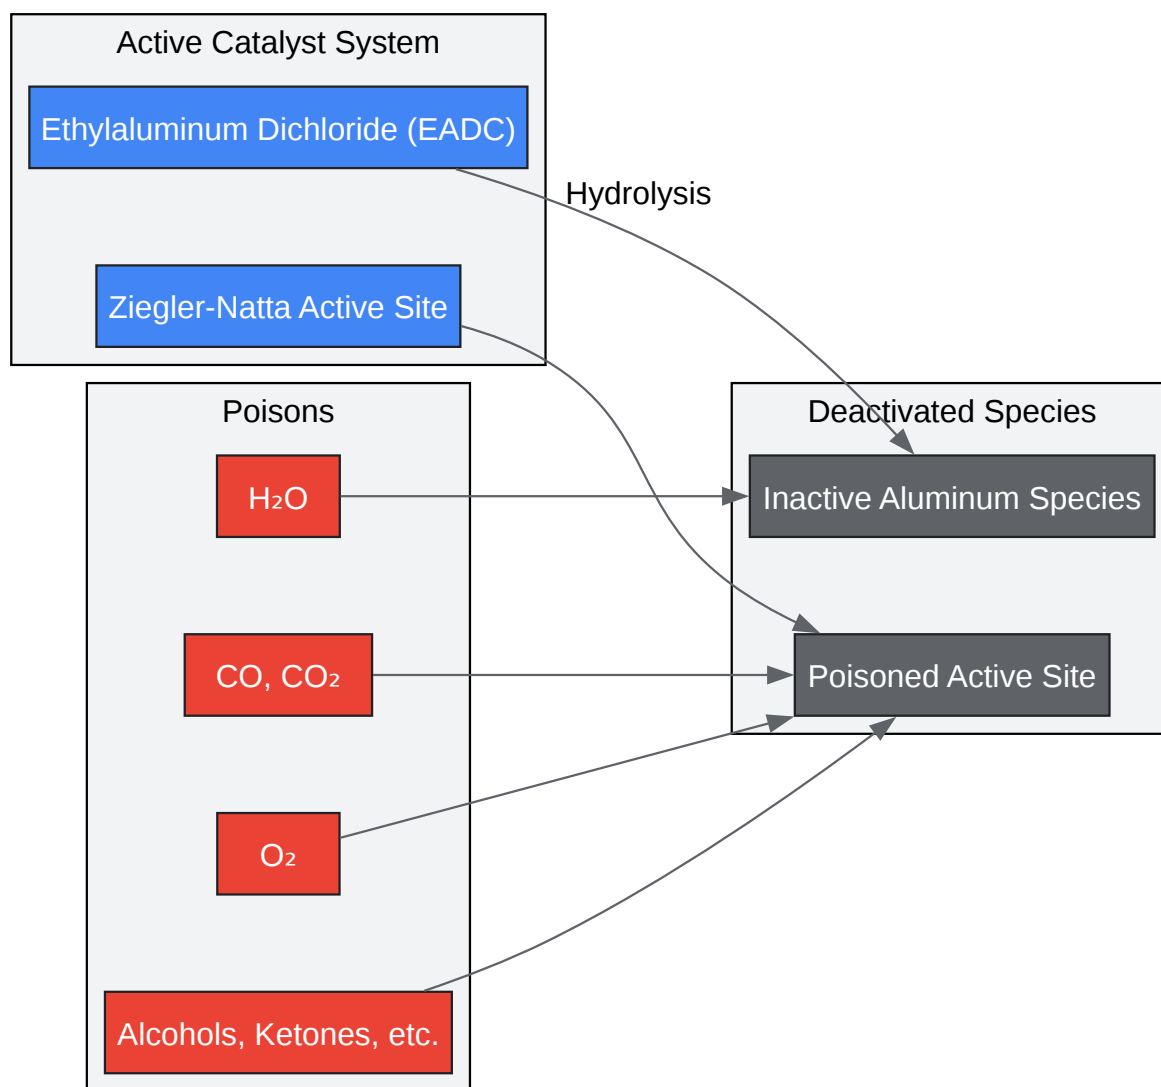 Active Catalyst System
Ethylaluminum Dichloride (EADC)
Hydrolysis
Ziegler-Natta Active Site
Poisons
H₂O
CO, CO₂
O₂
Alcohols, Ketones, etc.
Deactivated Species
Inactive Aluminum Species
Poisoned Active Site